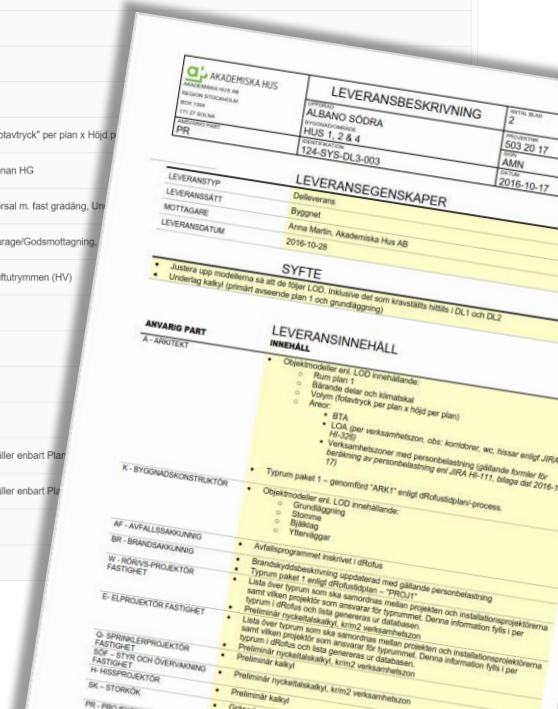 otavtryck" per plan x Höjd p
nan HG
rsal m. fast gradäng, Un
rage/Godsmottagning,
iftutrymmen (HV)
ller enbart Plan
ller enbart Pla
AKADEMISKA HUS
AKADEMISKA HUS AB
REGION STOCKHOLM
BOX 1394
171 27 SOLNA
ANSVARIG PART
PR
LEVERANSBESKRIVNING
UPPDRAG
ALBANO SÖDRA
BYGGNAD/OMRÅDE
HUS 1, 2 & 4
IDENTIFIKATION
124-SYS-DL3-003
ANTAL BLAD
2
PROJEKTNR
503 20 17
SIGN
AMN
DATUM
2016-10-17
LEVERANSEGENSKAPER
LEVERANSTYP Delleverans
LEVERANSSÄTT Byggnet
MOTTAGARE Anna Martin, Akademiska Hus AB
LEVERANSDATUM 2016-10-28
SYFTE
• Justera upp modellerna så att de följer LOD. Inklusive det som kravställts hittills i DL1 och DL2
• Underlag kalkyl (primärt avseende plan 1 och grundläggning)
LEVERANSINNEHÅLL
ANVARIG PART INNEHÅLL
A - ARKITEKT
• Objektmodeller enl. LOD innehållande:
○ Rum plan 1
○ Bärande delar och klimatskal
○ Volym (fotavtryck per plan x höjd per plan)
○ Areor:
• BTA
• LOA (per verksamhetszon, obs: korridorer, wc, hissar enligt JIRA
HI-326)
• Verksamhetszoner med personbelastning (gällande formler för
beräkning av personbelastning enl JIRA HI-111, bilaga dat 2016-1
17)
• Typrum paket 1 – genomförd "ARK1" enligt dRofustidplan/-process.
K - BYGGNADSKONSTRUKTÖR
• Objektmodeller enl. LOD innehållande:
○ Grundläggning
○ Stomme
○ Bjälklag
○ Ytterväggar
AF - AVFALLSSAKKUNNIG
• Avfallsprogrammet inskrivet i dRofus
BR - BRANDSAKKUNNIG
• Brandskyddsbeskrivning uppdaterad med gällande personbelastning
W - RÖR/VS-PROJEKTÖR
FASTIGHET
• Typrum paket 1 enligt dRofustidplan – "PROJ1"
• Lista över typrum som ska samordnas mellan projekten och installationsprojektörerna
samt vilken projektör som ansvarar för typrummet. Denna information fylls i per
typrum i dRofus och lista genereras ur databasen.
• Preliminär nyckeltalskalkyl, kr/m2 verksamhetszon
E- ELPROJEKTÖR FASTIGHET
• Lista över typrum som ska samordnas mellan projekten och installationsprojektörerna
samt vilken projektör som ansvarar för typrummet. Denna information fylls i per
typrum i dRofus och lista genereras ur databasen.
• Preliminär nyckeltalskalkyl, kr/m2 verksamhetszon
Q- SPRINKLERPROJEKTÖR
FASTIGHET
• Preliminär kalkyl
SÖF – STYR OCH ÖVERVAKNING
FASTIGHET
• Preliminär nyckeltalskalkyl, kr/m2 verksamhetszon
H- HISSPROJEKTÖR
• Preliminär kalkyl
SK – STORKÖK